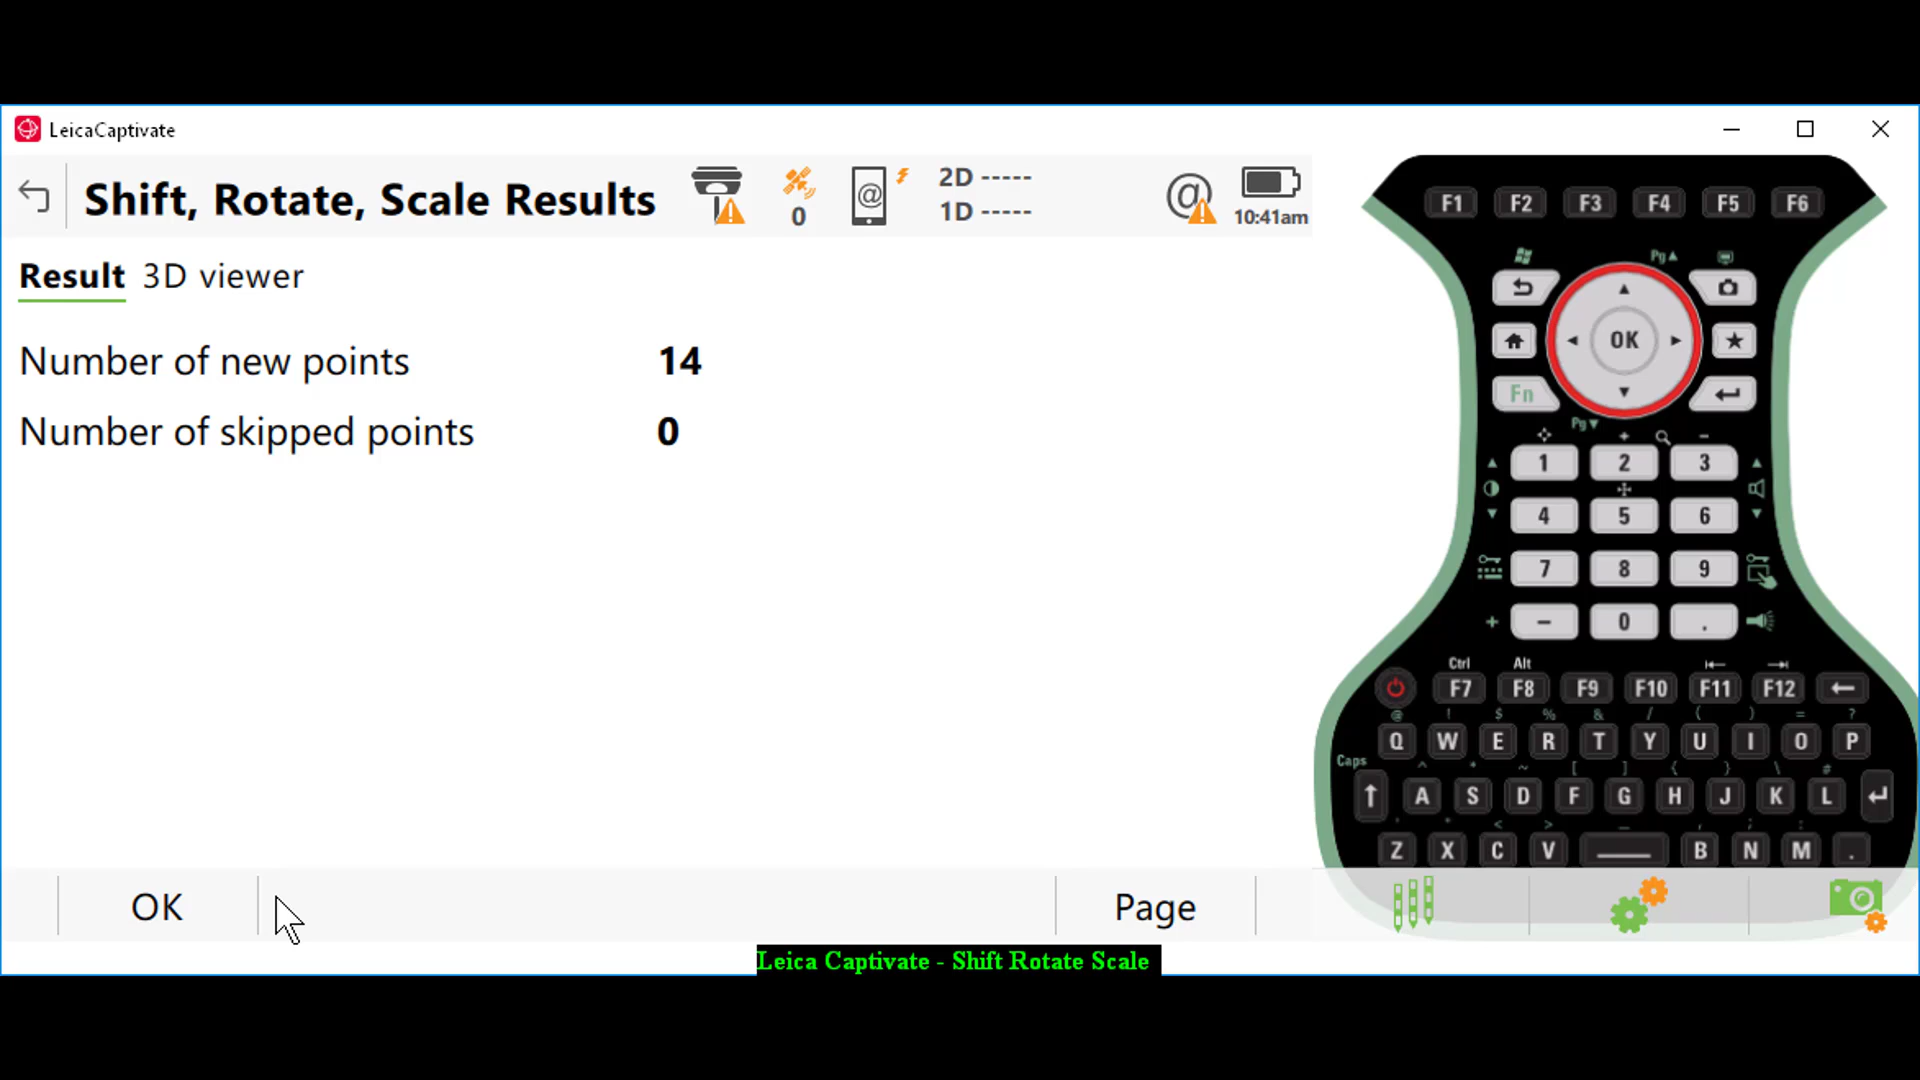 LeicaCaptivate
Shift, Rotate, Scale Results
0
@
2D -----
1D -----
@
10:41am
Result 3D viewer
Number of new points 14
Number of skipped points 0
OK
Page
Leica Captivate - Shift Rotate Scale
F1 F2 F3 F4 F5 F6
Pg▲
OK
Fn
Pg▼
+ -
1 2 3
4 5 6
7 8 9
+ - 0 .
Ctrl Alt
F7 F8 F9 F10 F11 F12
@ ! $ % & / ( ) = ?
Q W E R T Y U I O P
Caps ^ * ~ [ ] { } \ #
A S D F G H J K L
< > _ , ; :
Z X C V B N M .